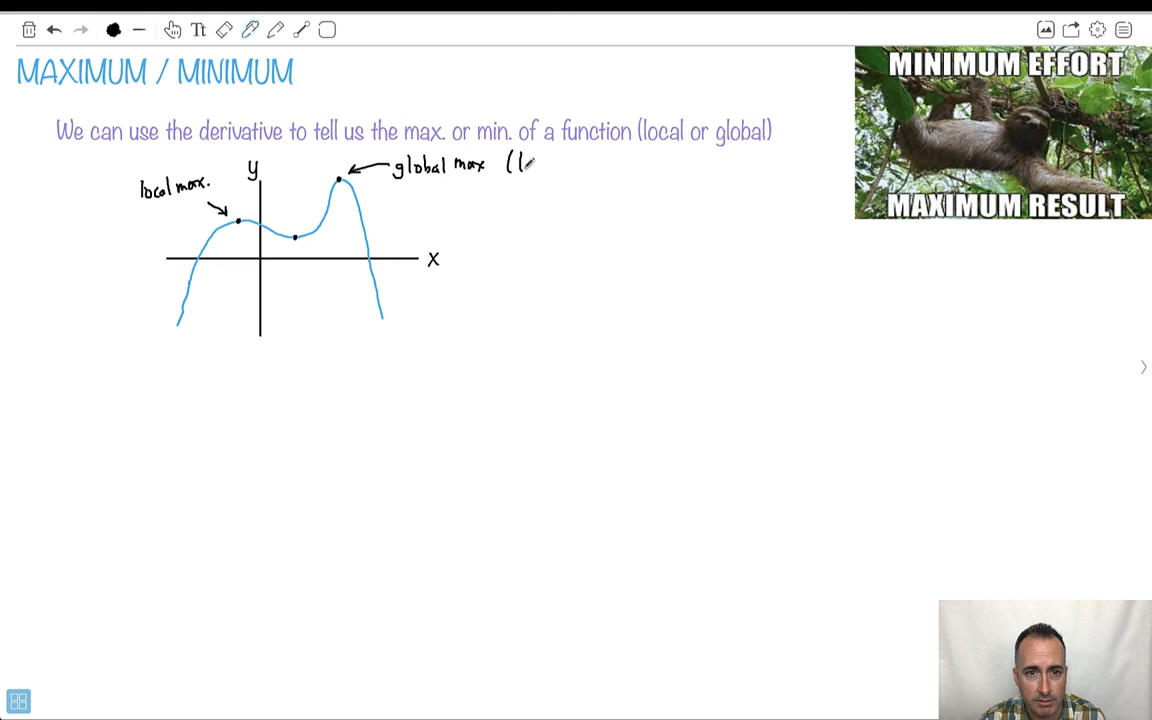 Tt
MAXIMUM / MINIMUM
MINIMUM EFFORT
We can use the derivative to tell us the max. or min. of a function (local or global)
y
global max (l
local max.
MAXIMUM RESULT
x